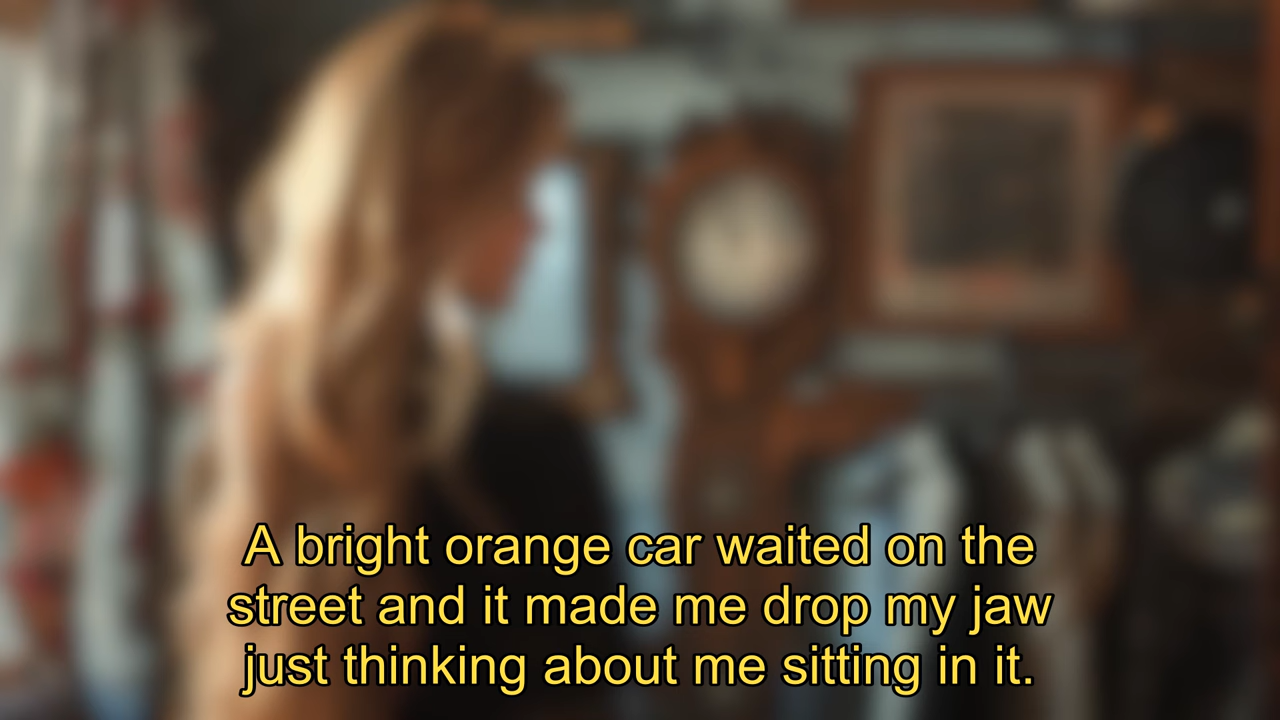 A bright orange car waited on the
street and it made me drop my jaw
just thinking about me sitting in it.